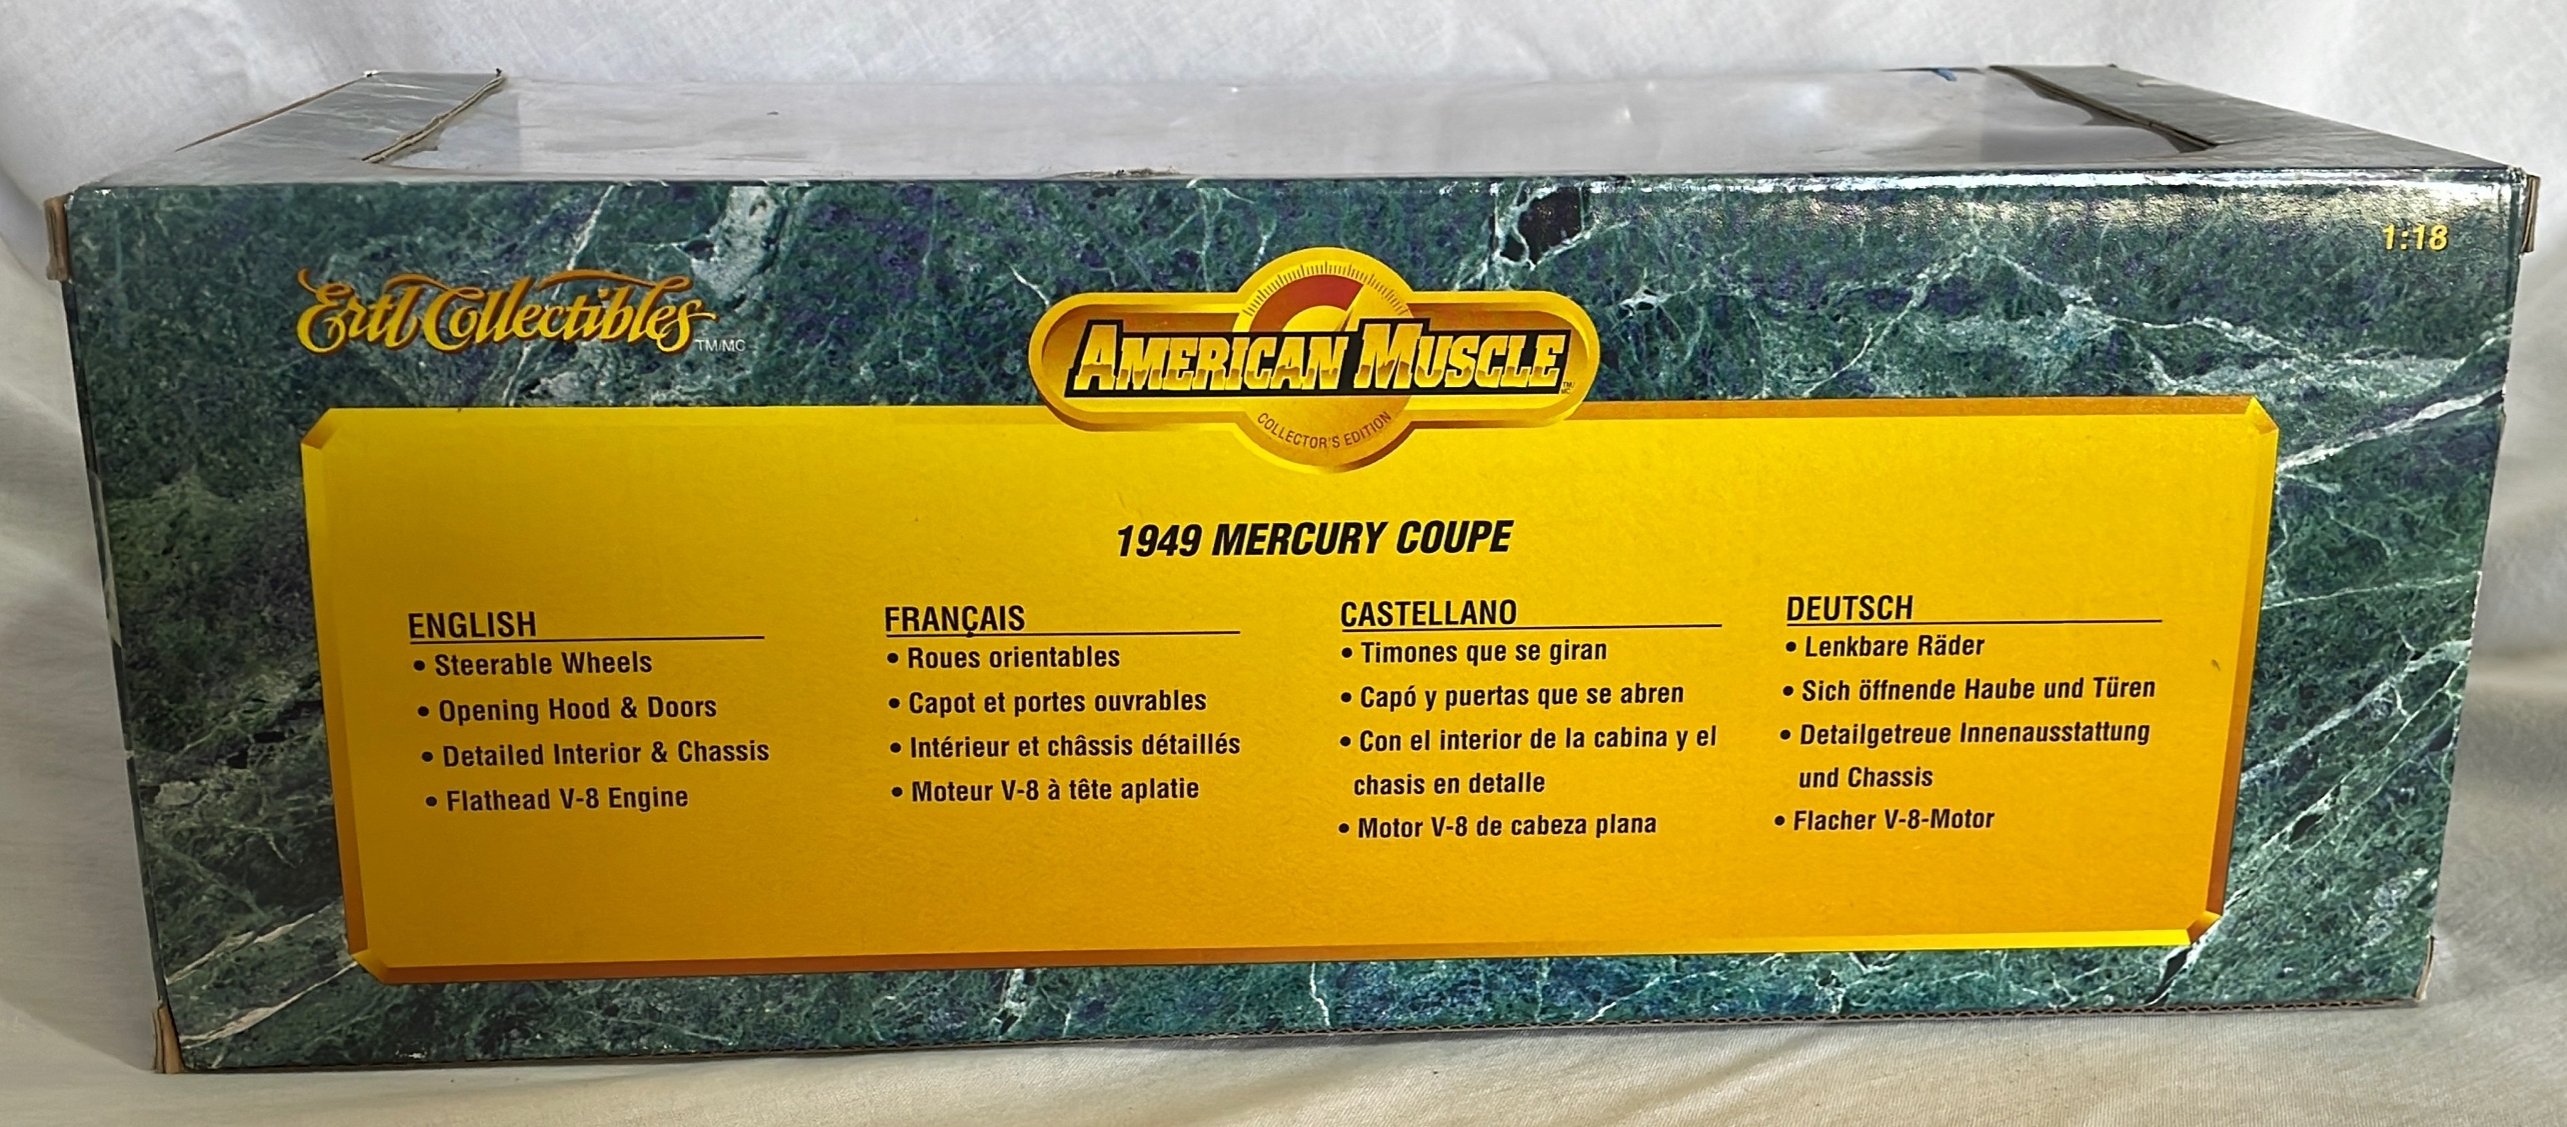 1:18
Ertl Collectibles TM/MC
AMERICAN MUSCLE TM/MC
COLLECTOR'S EDITION
1949 MERCURY COUPE
ENGLISH
• Steerable Wheels
• Opening Hood & Doors
• Detailed Interior & Chassis
• Flathead V-8 Engine
FRANÇAIS
• Roues orientables
• Capot et portes ouvrables
• Intérieur et châssis détaillés
• Moteur V-8 à tête aplatie
CASTELLANO
• Timones que se giran
• Capó y puertas que se abren
• Con el interior de la cabina y el
chasis en detalle
• Motor V-8 de cabeza plana
DEUTSCH
• Lenkbare Räder
• Sich öffnende Haube und Türen
• Detailgetreue Innenausstattung
und Chassis
• Flacher V-8-Motor